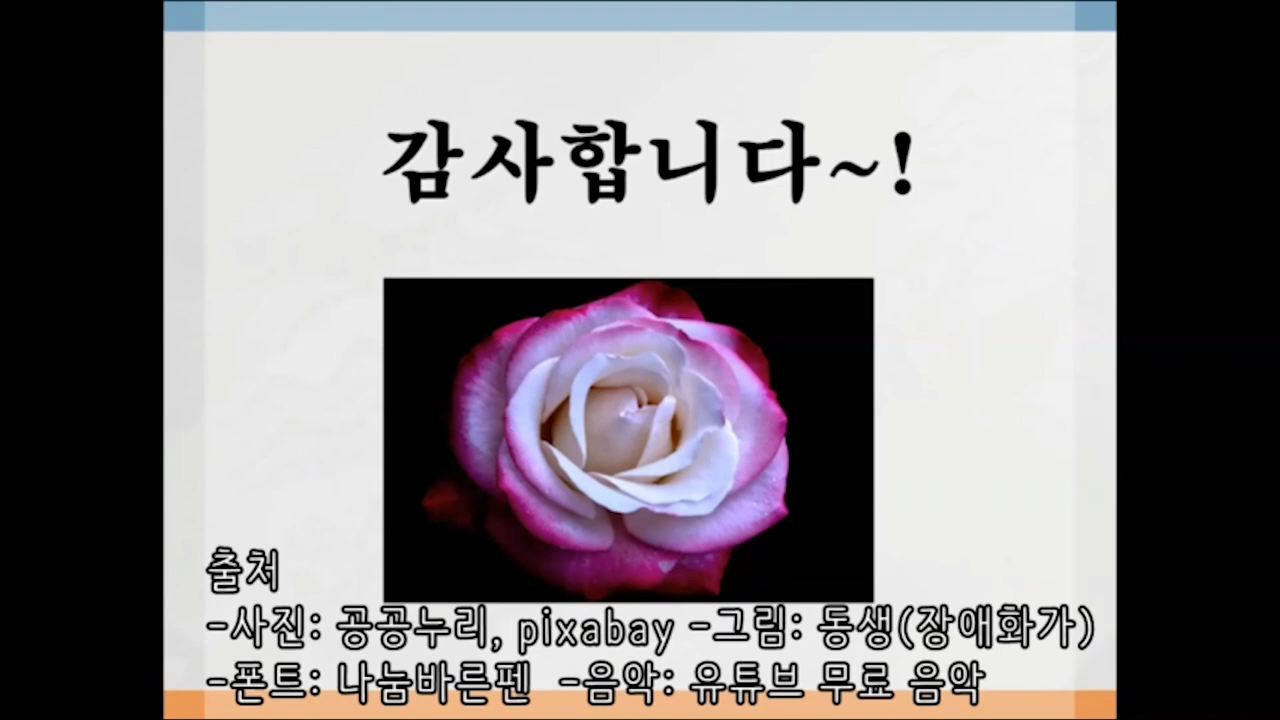 감사합니다~!
출처
-사진: 공공누리, pixabay -그림: 동생(장애화가)
-폰트: 나눔바른펜 -음악: 유튜브 무료 음악